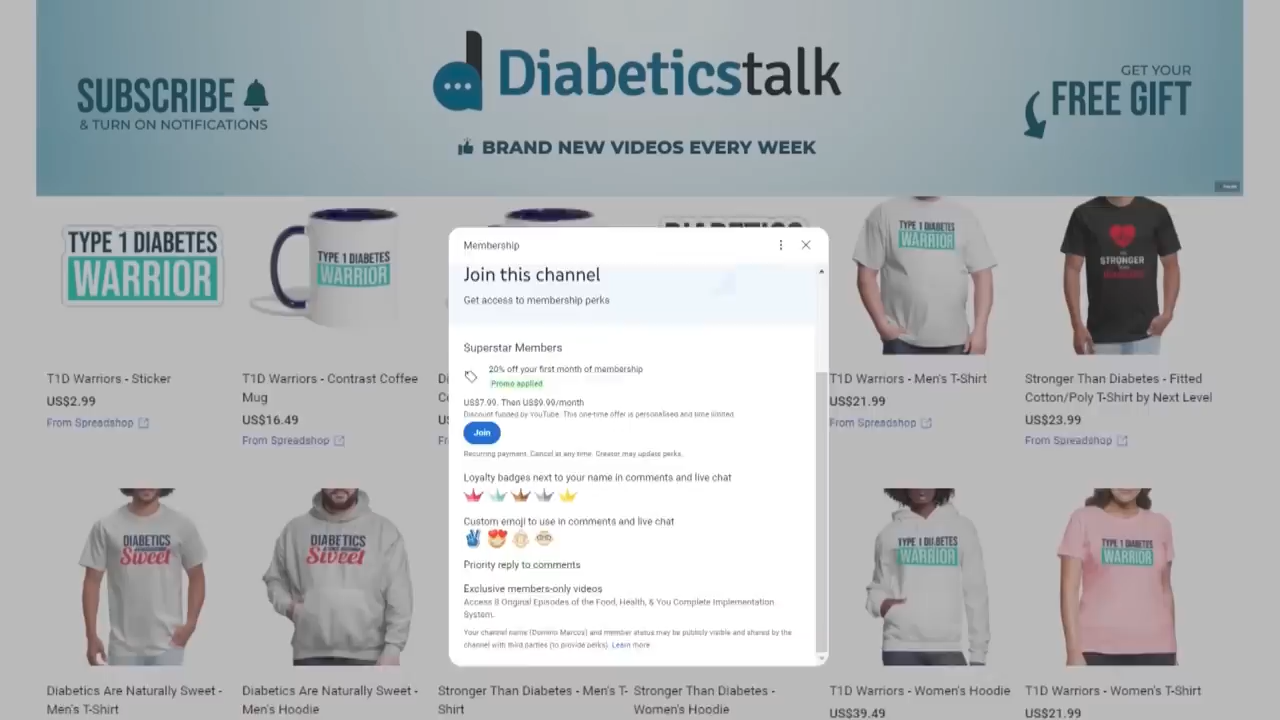 SUBSCRIBE
& TURN ON NOTIFICATIONS
Diabeticstalk
BRAND NEW VIDEOS EVERY WEEK
GET YOUR
FREE GIFT
TYPE 1 DIABETES
WARRIOR
TYPE 1 DIABETES
WARRIOR
TYPE 1 DIABETES
WARRIOR
STRONGER
T1D Warriors - Sticker
US$2.99
From Spreadshop
T1D Warriors - Contrast Coffee
Mug
US$16.49
From Spreadshop
Membership
Join this channel
Get access to membership perks
Superstar Members
20% off your first month of membership
Promo applied
US$7.99. Then US$9.99/month
Discount funded by YouTube. This one-time offer is personalised and time limited.
Join
Recurring payment. Cancel at any time. Creator may update perks.
Loyalty badges next to your name in comments and live chat
Custom emoji to use in comments and live chat
Priority reply to comments
Exclusive members-only videos
Access 8 Original Episodes of the Food, Health, & You Complete Implementation
System.
Your channel name (Domino Marcos) and member status may be publicly visible and shared by the
channel with third parties (to provide perks). Learn more
T1D Warriors - Men's T-Shirt
US$21.99
From Spreadshop
Stronger Than Diabetes - Fitted
Cotton/Poly T-Shirt by Next Level
US$23.99
From Spreadshop
DIABETICS
Sweet
DIABETICS
Sweet
TYPE 1 DIABETES
WARRIOR
TYPE 1 DIABETES
WARRIOR
Diabetics Are Naturally Sweet -
Men's T-Shirt
Diabetics Are Naturally Sweet -
Men's Hoodie
Stronger Than Diabetes - Men's T-
Shirt
Stronger Than Diabetes -
Women's Hoodie
T1D Warriors - Women's Hoodie
US$39.49
T1D Warriors - Women's T-Shirt
US$21.99